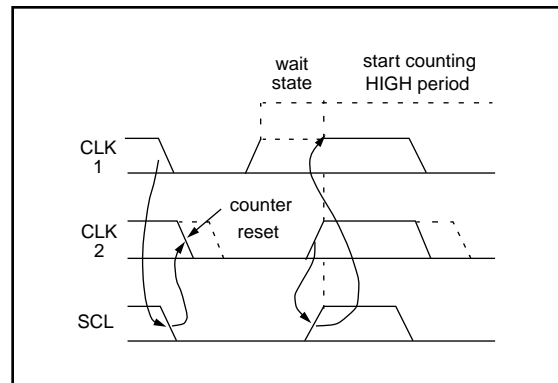 wait
state
start counting
HIGH period
CLK
1
counter
reset
CLK
2
SCL